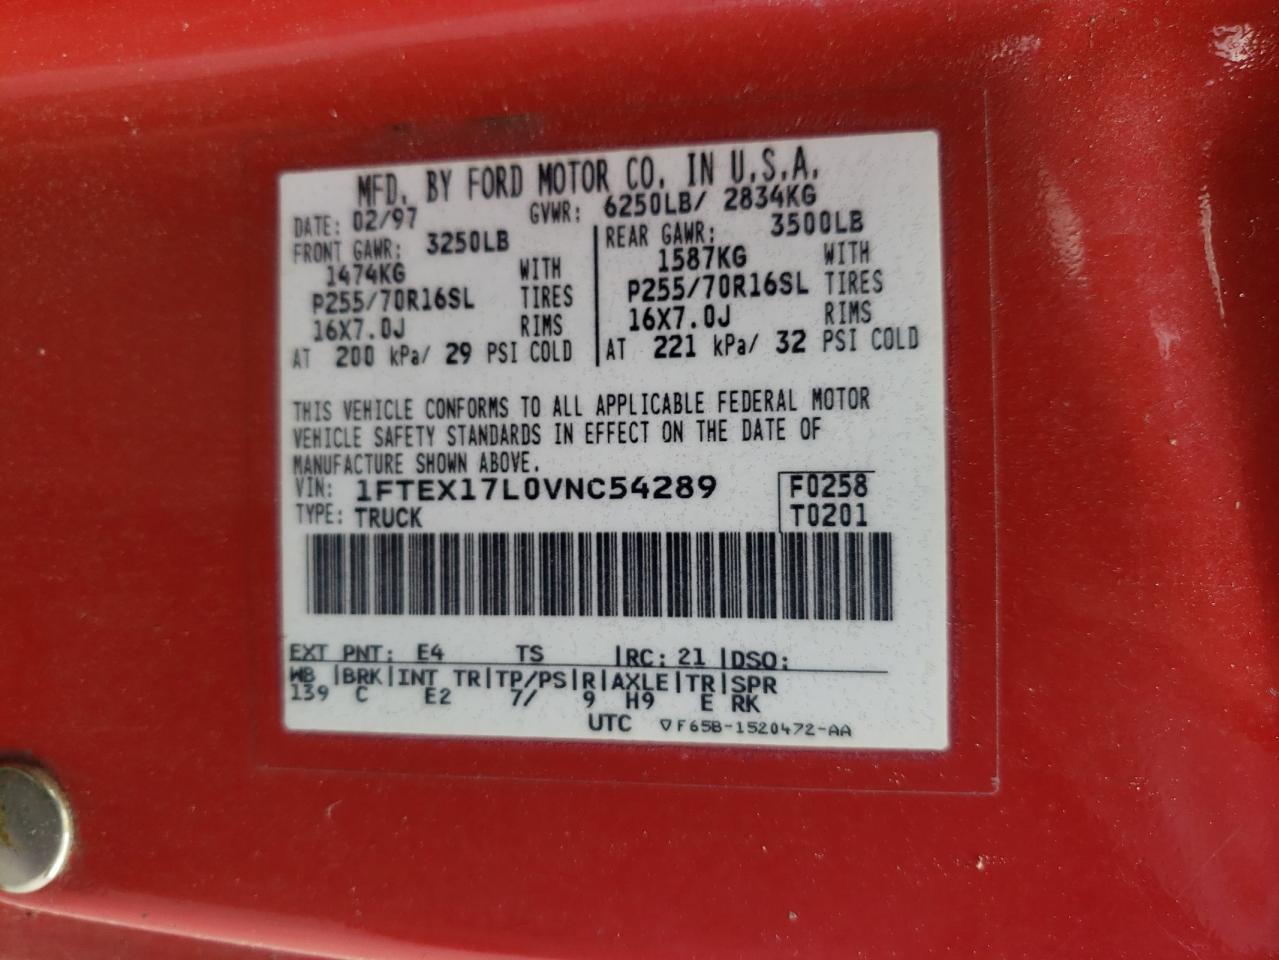 MFD. BY FORD MOTOR CO. IN U.S.A.
DATE: 02/97 GVWR: 6250LB/ 2834KG
FRONT GAWR: 3250LB REAR GAWR: 3500LB
1474KG WITH 1587KG WITH
P255/70R16SL TIRES P255/70R16SL TIRES
16X7.0J RIMS 16X7.0J RIMS
AT 200 kPa/ 29 PSI COLD AT 221 kPa/ 32 PSI COLD
THIS VEHICLE CONFORMS TO ALL APPLICABLE FEDERAL MOTOR
VEHICLE SAFETY STANDARDS IN EFFECT ON THE DATE OF
MANUFACTURE SHOWN ABOVE.
VIN: 1FTEX17L0VNC54289 F0258
TYPE: TRUCK T0201
EXT PNT: E4 TS |RC: 21 |DSO:
WB |BRK|INT TR|TP/PS|R|AXLE|TR|SPR
139 C E2 7/ 9 H9 E RK
UTC ▽F65B-1520472-AA